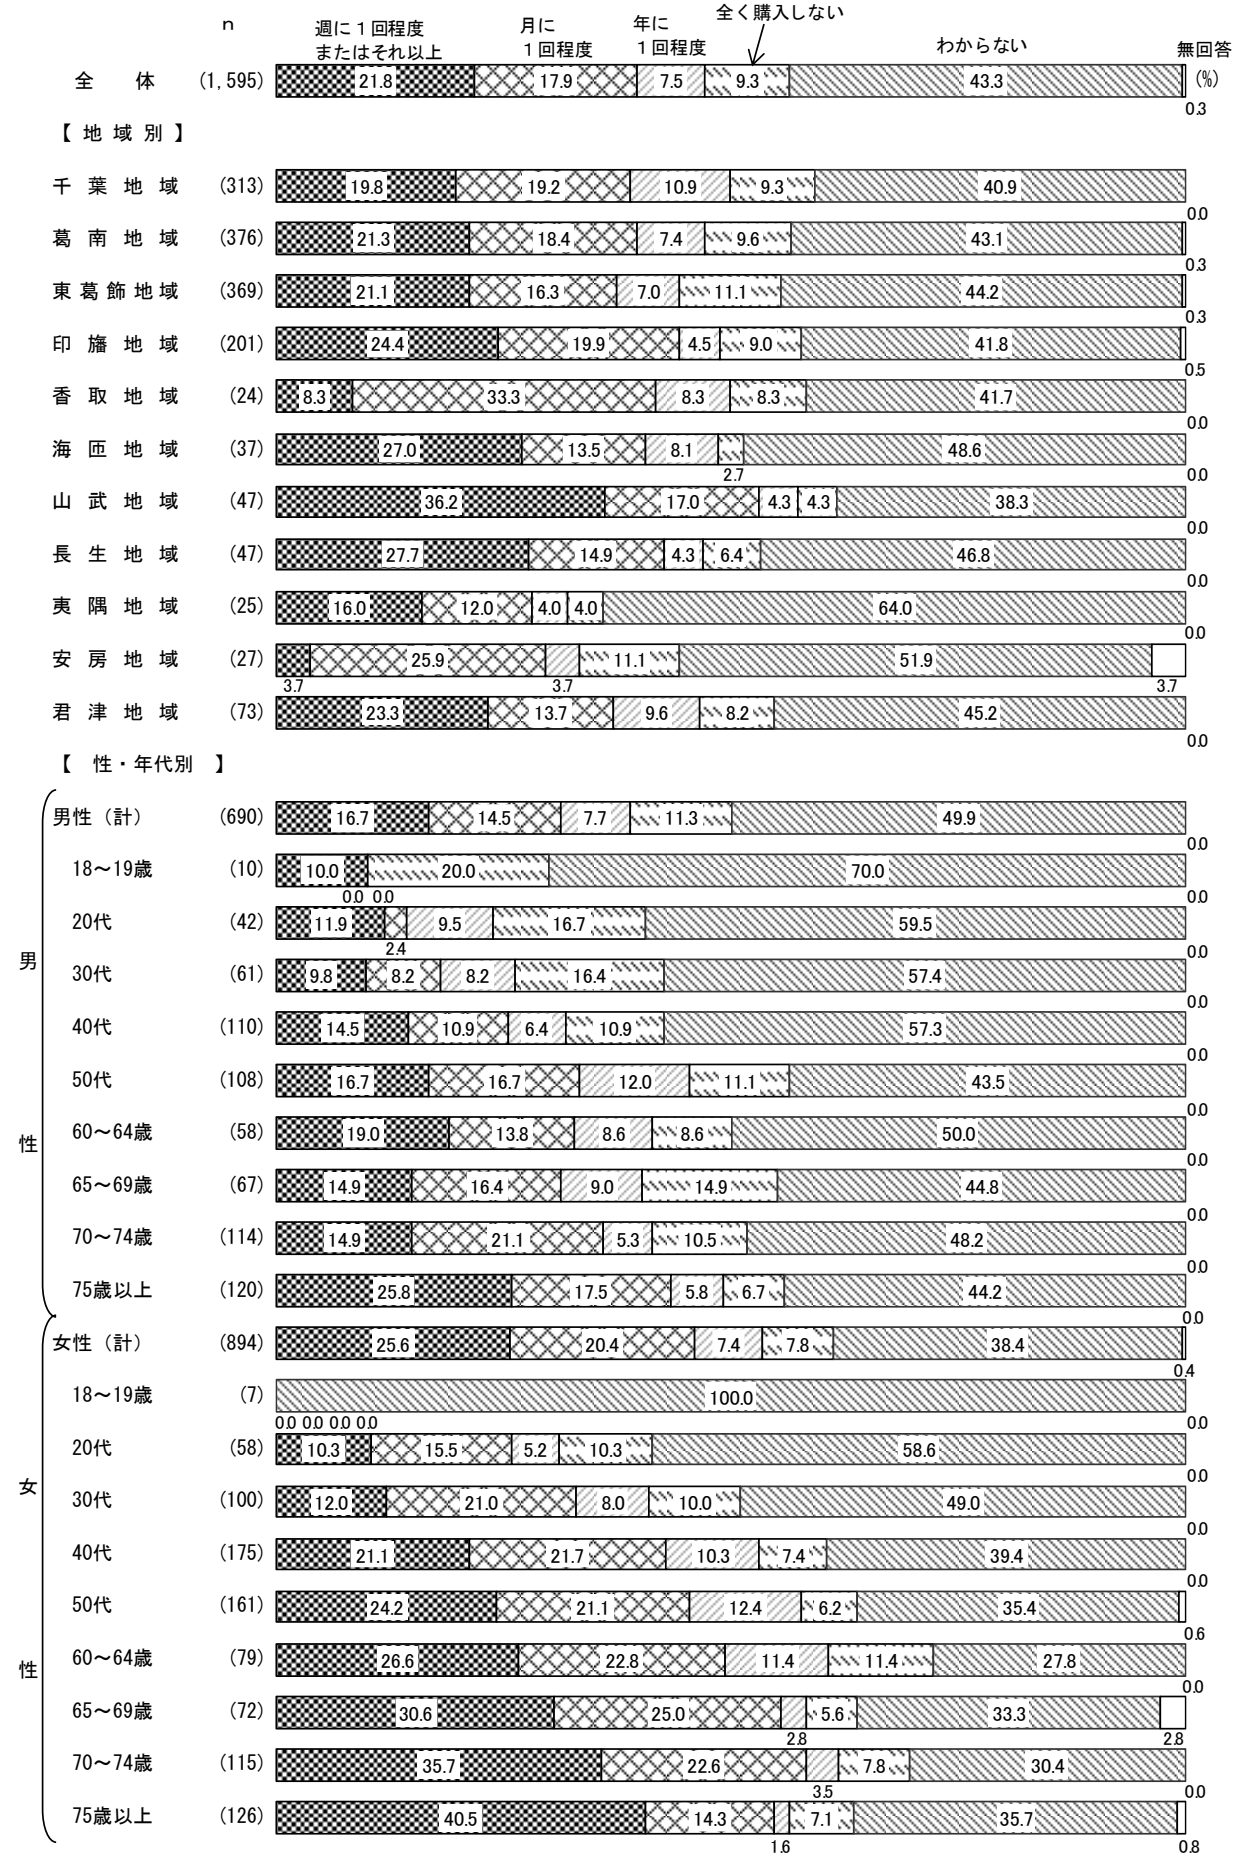 n
週に１回程度
またはそれ以上
月に
１回程度
年に
１回程度
全く購入しない
わからない
無回答
(%)
全 体 (1,595) 21.8 17.9 7.5 9.3 43.3 0.3
【 地 域 別 】
千 葉 地 域 (313) 19.8 19.2 10.9 9.3 40.9 0.0
葛 南 地 域 (376) 21.3 18.4 7.4 9.6 43.1 0.3
東 葛 飾 地 域 (369) 21.1 16.3 7.0 11.1 44.2 0.3
印 旛 地 域 (201) 24.4 19.9 4.5 9.0 41.8 0.5
香 取 地 域 (24) 8.3 33.3 8.3 8.3 41.7 0.0
海 匝 地 域 (37) 27.0 13.5 8.1 2.7 48.6 0.0
山 武 地 域 (47) 36.2 17.0 4.3 4.3 38.3 0.0
長 生 地 域 (47) 27.7 14.9 4.3 6.4 46.8 0.0
夷 隅 地 域 (25) 16.0 12.0 4.0 4.0 64.0 0.0
安 房 地 域 (27) 3.7 25.9 3.7 11.1 51.9 3.7
君 津 地 域 (73) 23.3 13.7 9.6 8.2 45.2 0.0
【 性・年代別 】
男性
男性（計） (690) 16.7 14.5 7.7 11.3 49.9 0.0
18～19歳 (10) 10.0 0.0 0.0 20.0 70.0 0.0
20代 (42) 11.9 2.4 9.5 16.7 59.5 0.0
30代 (61) 9.8 8.2 8.2 16.4 57.4 0.0
40代 (110) 14.5 10.9 6.4 10.9 57.3 0.0
50代 (108) 16.7 16.7 12.0 11.1 43.5 0.0
60～64歳 (58) 19.0 13.8 8.6 8.6 50.0 0.0
65～69歳 (67) 14.9 16.4 9.0 14.9 44.8 0.0
70～74歳 (114) 14.9 21.1 5.3 10.5 48.2 0.0
75歳以上 (120) 25.8 17.5 5.8 6.7 44.2 0.0
女性
女性（計） (894) 25.6 20.4 7.4 7.8 38.4 0.4
18～19歳 (7) 0.0 0.0 0.0 0.0 100.0 0.0
20代 (58) 10.3 15.5 5.2 10.3 58.6 0.0
30代 (100) 12.0 21.0 8.0 10.0 49.0 0.0
40代 (175) 21.1 21.7 10.3 7.4 39.4 0.0
50代 (161) 24.2 21.1 12.4 6.2 35.4 0.6
60～64歳 (79) 26.6 22.8 11.4 11.4 27.8 0.0
65～69歳 (72) 30.6 25.0 2.8 5.6 33.3 2.8
70～74歳 (115) 35.7 22.6 3.5 7.8 30.4 0.0
75歳以上 (126) 40.5 14.3 1.6 7.1 35.7 0.8